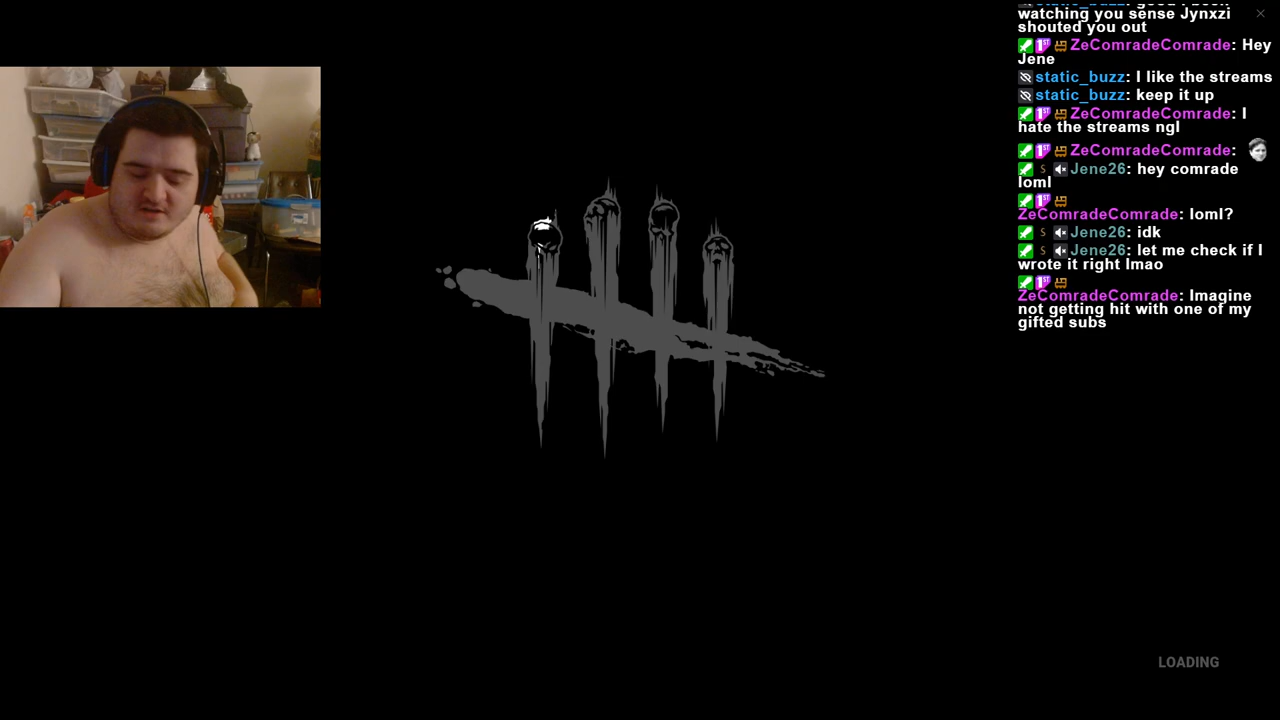 watching you sense Jynxzi
shouted you out
ZeComradeComrade: Hey
Jene
static_buzz: I like the streams
static_buzz: keep it up
ZeComradeComrade: I
hate the streams ngl
ZeComradeComrade:
Jene26: hey comrade
loml
ZeComradeComrade: loml?
Jene26: idk
Jene26: let me check if I
wrote it right lmao
ZeComradeComrade: Imagine
not getting hit with one of my
gifted subs
LOADING